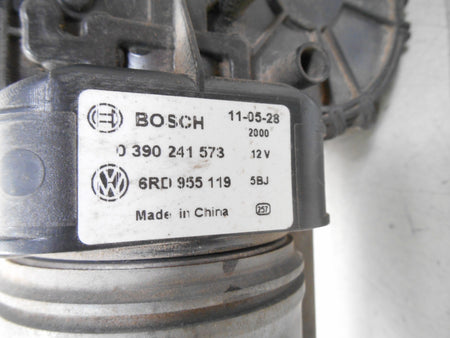 BOSCH 11-05-28
2000
0 390 241 573 12 V
6RD 955 119 5BJ
Made in China 257